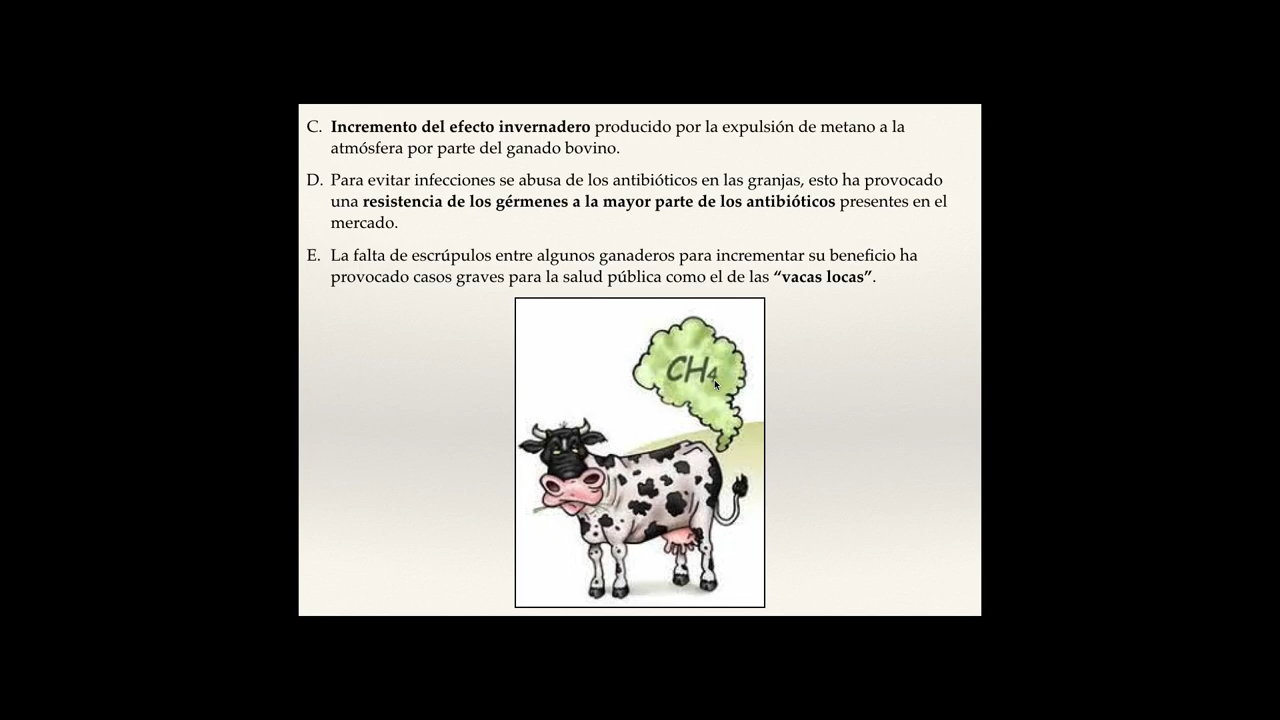 C. Incremento del efecto invernadero producido por la expulsión de metano a la
atmósfera por parte del ganado bovino.
D. Para evitar infecciones se abusa de los antibióticos en las granjas, esto ha provocado
una resistencia de los gérmenes a la mayor parte de los antibióticos presentes en el
mercado.
E. La falta de escrúpulos entre algunos ganaderos para incrementar su beneficio ha
provocado casos graves para la salud pública como el de las “vacas locas”.
CH4